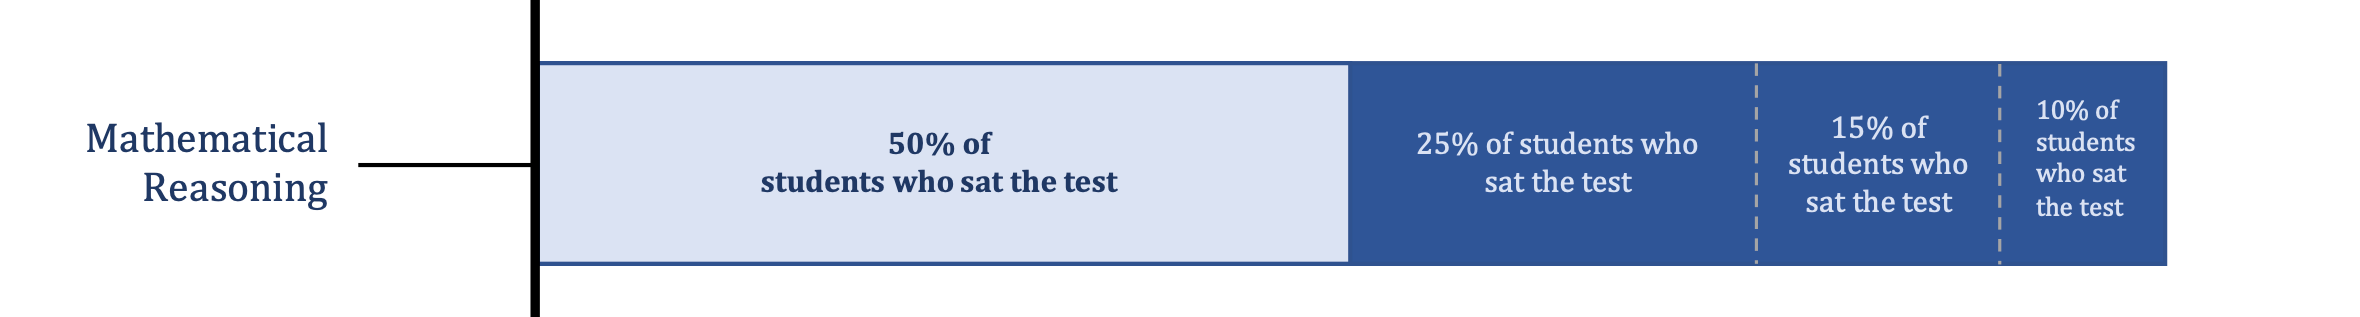 Mathematical
Reasoning
50% of
students who sat the test
25% of students who
sat the test
15% of
students who
sat the test
10% of
students
who sat
the test